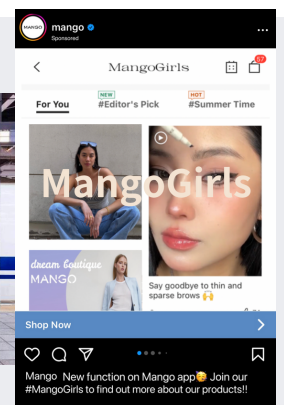 MANGO
mango
Sponsored
MangoGirls
17
For You
NEW
#Editor's Pick
HOT
#Summer Time
MangoGirls
dream boutique
MANGO
Say goodbye to thin and
sparse brows 🙌
Shop Now
Mango New function on Mango app🥰 Join our
#MangoGirls to find out more about our products!!